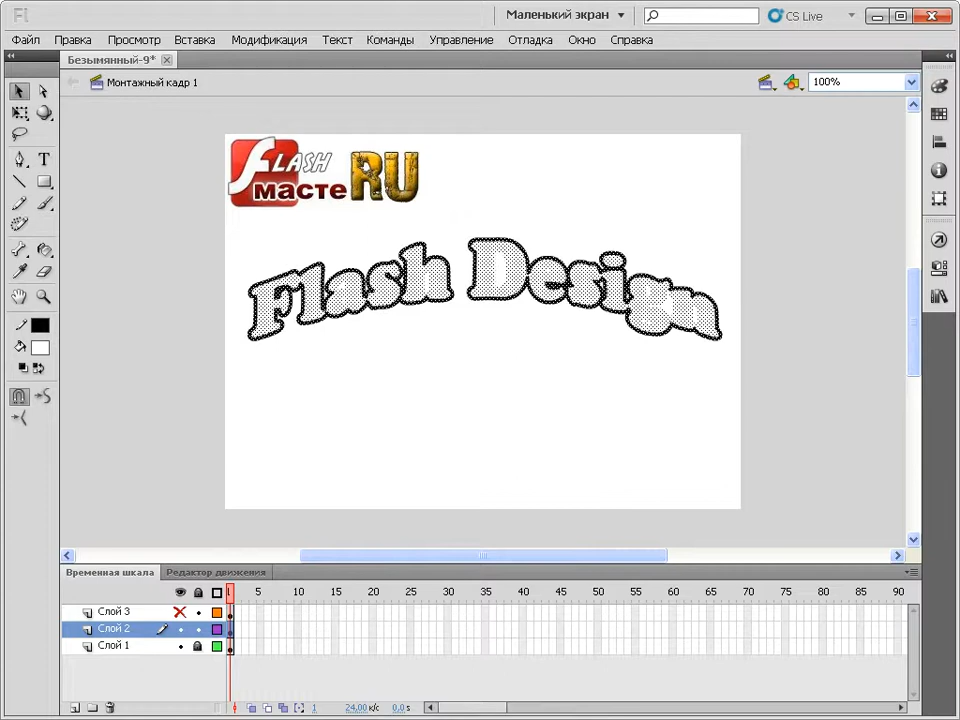 Fl
Маленький экран
CS Live
Файл Правка Просмотр Вставка Модификация Текст Команды Управление Отладка Окно Справка
Безымянный-9*
Монтажный кадр 1
100%
FLASH
мастеRU
Flash Design
T
Временная шкала Редактор движения
1 5 10 15 20 25 30 35 40 45 50 55 60 65 70 75 80 85 90
Слой 3
Слой 2
Слой 1
1 24,00 к/с 0,0 s